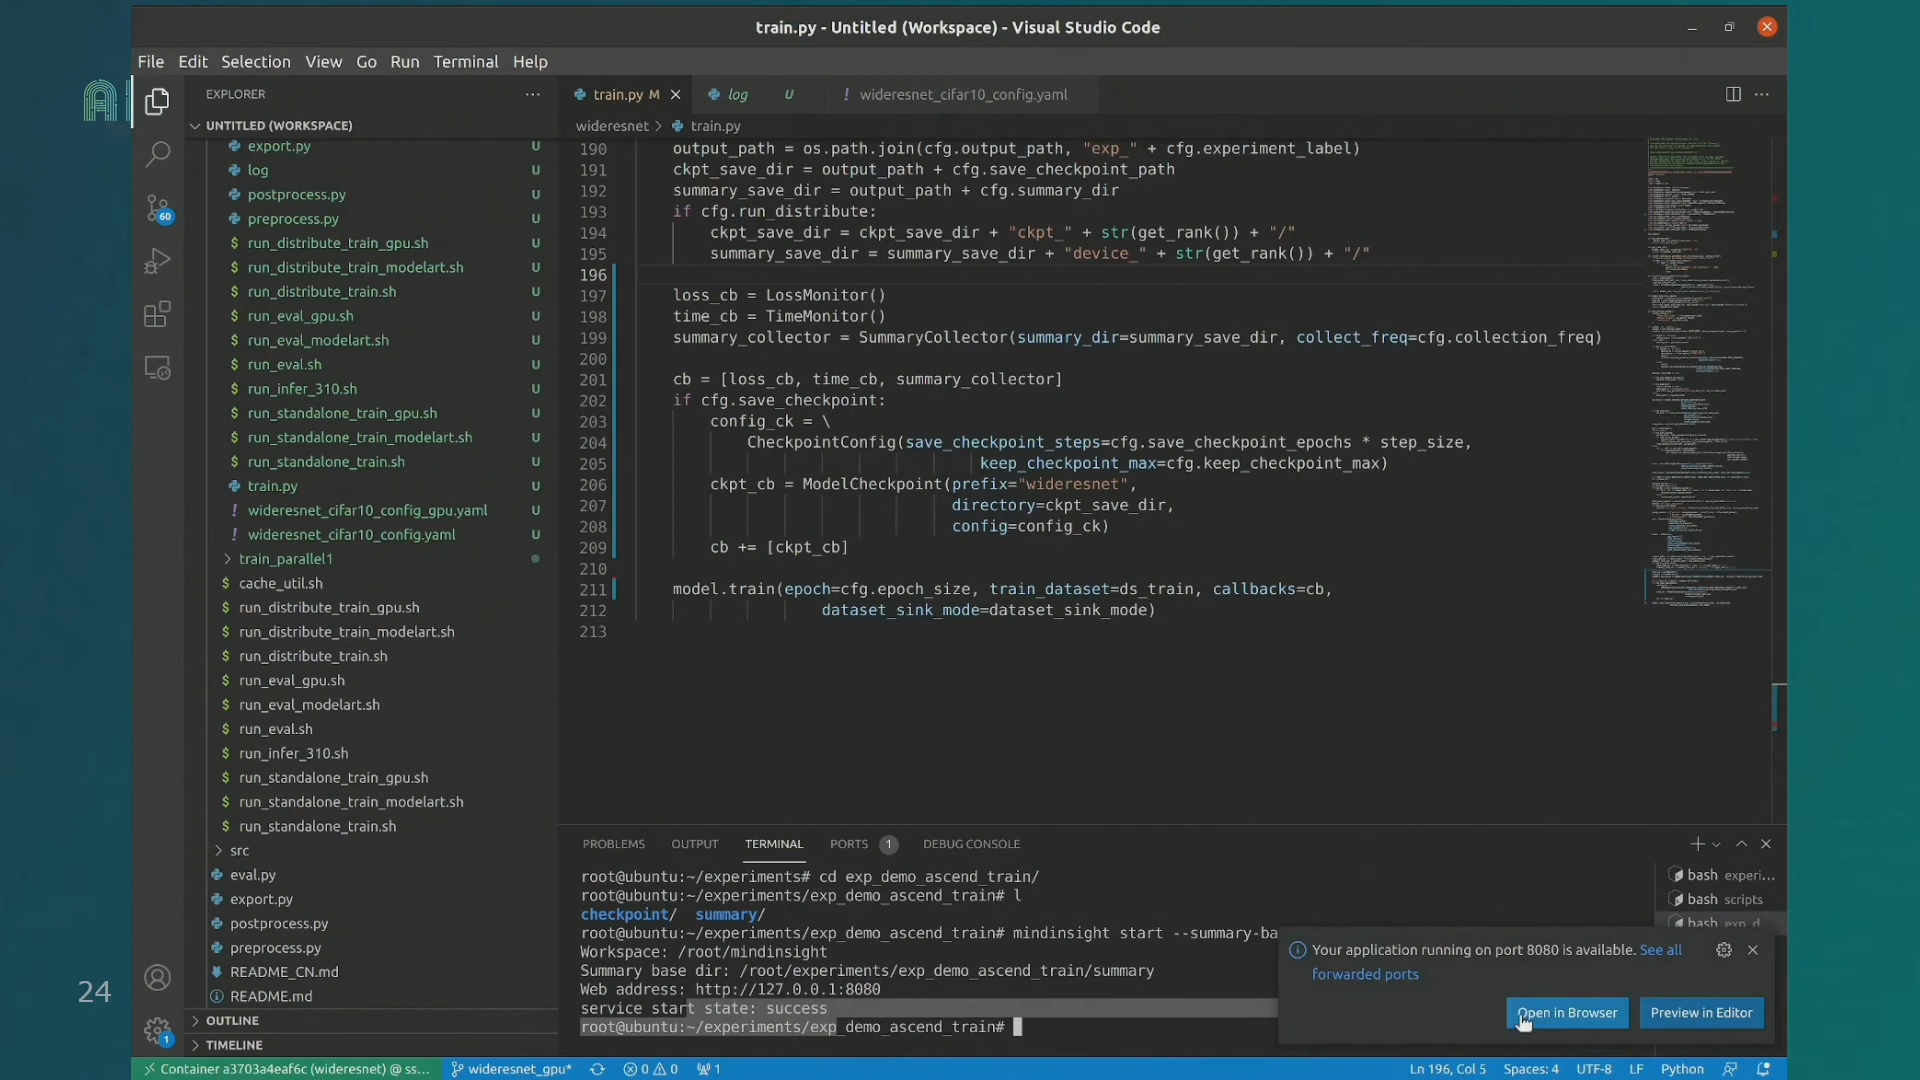 train.py - Untitled (Workspace) - Visual Studio Code
File Edit Selection View Go Run Terminal Help
EXPLORER
UNTITLED (WORKSPACE)
export.py U
log U
postprocess.py U
preprocess.py U
$ run_distribute_train_gpu.sh U
$ run_distribute_train_modelart.sh U
$ run_distribute_train.sh U
$ run_eval_gpu.sh U
$ run_eval_modelart.sh U
$ run_eval.sh U
$ run_infer_310.sh U
$ run_standalone_train_gpu.sh U
$ run_standalone_train_modelart.sh U
$ run_standalone_train.sh U
train.py U
! wideresnet_cifar10_config_gpu.yaml U
! wideresnet_cifar10_config.yaml U
train_parallel1
$ cache_util.sh
$ run_distribute_train_gpu.sh
$ run_distribute_train_modelart.sh
$ run_distribute_train.sh
$ run_eval_gpu.sh
$ run_eval_modelart.sh
$ run_eval.sh
$ run_infer_310.sh
$ run_standalone_train_gpu.sh
$ run_standalone_train_modelart.sh
$ run_standalone_train.sh
src
eval.py
export.py
postprocess.py
preprocess.py
README_CN.md
README.md
OUTLINE
TIMELINE
60
1
24
train.py M
log U
! wideresnet_cifar10_config.yaml
wideresnet > train.py
190 output_path = os.path.join(cfg.output_path, "exp_" + cfg.experiment_label)
191 ckpt_save_dir = output_path + cfg.save_checkpoint_path
192 summary_save_dir = output_path + cfg.summary_dir
193 if cfg.run_distribute:
194 ckpt_save_dir = ckpt_save_dir + "ckpt_" + str(get_rank()) + "/"
195 summary_save_dir = summary_save_dir + "device_" + str(get_rank()) + "/"
196
197 loss_cb = LossMonitor()
198 time_cb = TimeMonitor()
199 summary_collector = SummaryCollector(summary_dir=summary_save_dir, collect_freq=cfg.collection_freq)
200
201 cb = [loss_cb, time_cb, summary_collector]
202 if cfg.save_checkpoint:
203 config_ck = \
204 CheckpointConfig(save_checkpoint_steps=cfg.save_checkpoint_epochs * step_size,
205 keep_checkpoint_max=cfg.keep_checkpoint_max)
206 ckpt_cb = ModelCheckpoint(prefix="wideresnet",
207 directory=ckpt_save_dir,
208 config=config_ck)
209 cb += [ckpt_cb]
210
211 model.train(epoch=cfg.epoch_size, train_dataset=ds_train, callbacks=cb,
212 dataset_sink_mode=dataset_sink_mode)
213
PROBLEMS OUTPUT TERMINAL PORTS 1 DEBUG CONSOLE
root@ubuntu:~/experiments# cd exp_demo_ascend_train/
root@ubuntu:~/experiments/exp_demo_ascend_train# l
checkpoint/ summary/
root@ubuntu:~/experiments/exp_demo_ascend_train# mindinsight start --summary-ba
Workspace: /root/mindinsight
Summary base dir: /root/experiments/exp_demo_ascend_train/summary
Web address: http://127.0.0.1:8080
service start state: success
root@ubuntu:~/experiments/exp_demo_ascend_train#
bash experi...
bash scripts
bash exp_d
Your application running on port 8080 is available. See all
forwarded ports
Open in Browser Preview in Editor
Container a3703a4eaf6c (wideresnet) @ ss... wideresnet_gpu* 0 0 1 Ln 196, Col 5 Spaces: 4 UTF-8 LF Python